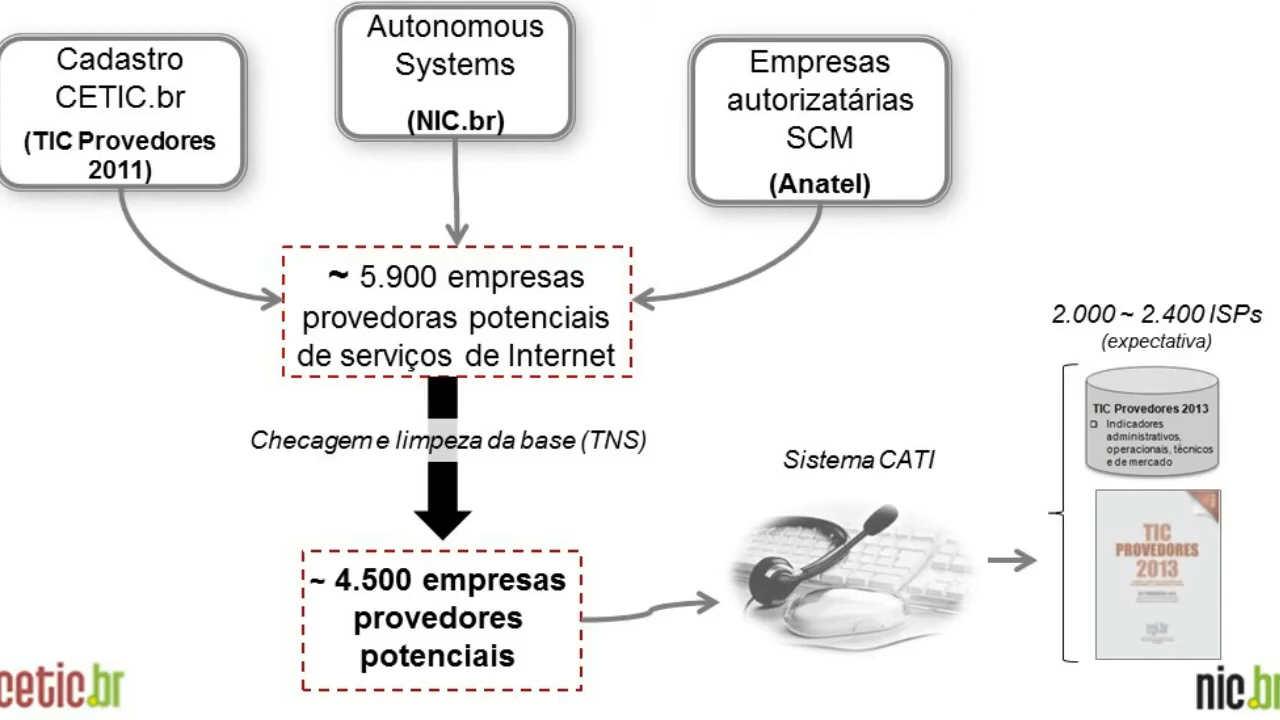 Cadastro
CETIC.br
(TIC Provedores
2011)
Autonomous
Systems
(NIC.br)
Empresas
autorizatárias
SCM
(Anatel)
~ 5.900 empresas
provedoras potenciais
de serviços de Internet
Checagem e limpeza da base (TNS)
~ 4.500 empresas
provedores
potenciais
Sistema CATI
2.000 ~ 2.400 ISPs
(expectativa)
TIC Provedores 2013
Indicadores
administrativos,
operacionais, técnicos
e de mercado
TIC
PROVEDORES
2013
cgi.br
cetic.br
nic.br